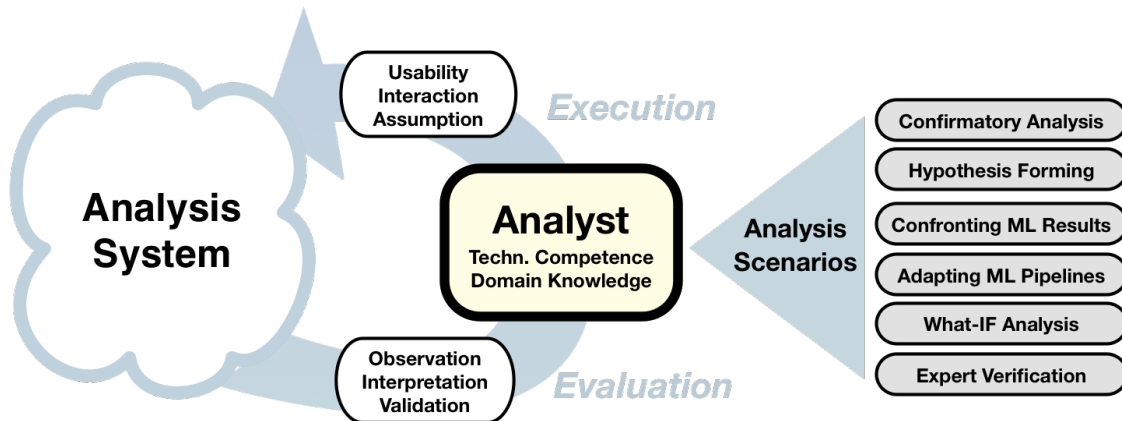 Usability
Interaction
Assumption
Execution
Analysis
System
Analyst
Techn. Competence
Domain Knowledge
Observation
Interpretation
Validation
Evaluation
Analysis
Scenarios
Confirmatory Analysis
Hypothesis Forming
Confronting ML Results
Adapting ML Pipelines
What-IF Analysis
Expert Verification